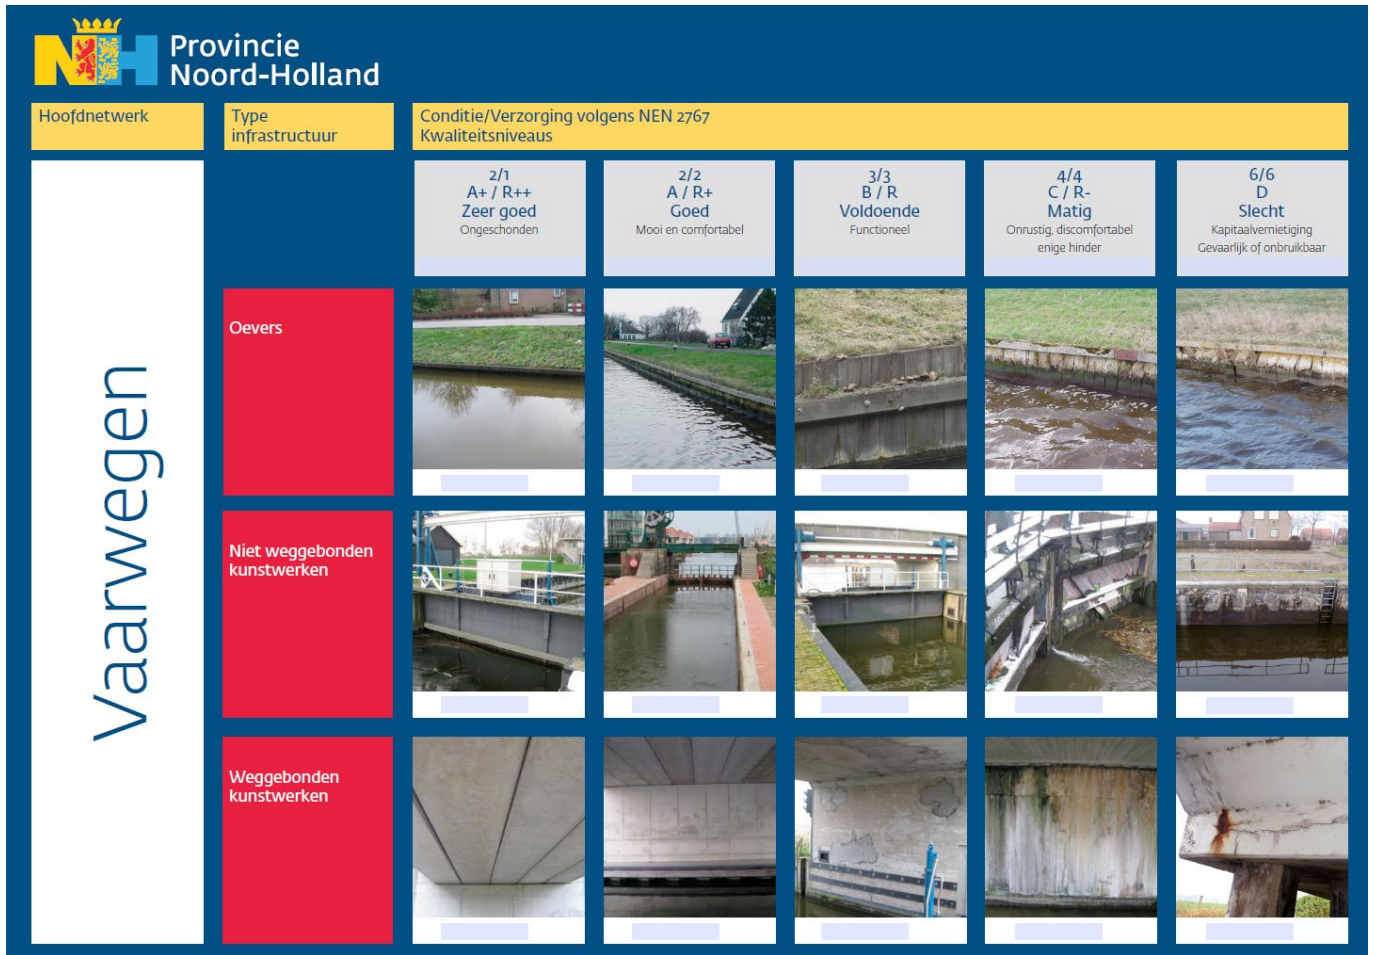 Provincie
Noord-Holland
Hoofdnetwerk
Type
infrastructuur
Conditie/Verzorging volgens NEN 2767
Kwaliteitsniveaus
2/1
A+ / R++
Zeer goed
Ongeschonden
2/2
A / R+
Goed
Mooi en comfortabel
3/3
B / R
Voldoende
Functioneel
4/4
C / R-
Matig
Onrustig, discomfortabel
enige hinder
6/6
D
Slecht
Kapitaalvernietiging
Gevaarlijk of onbruikbaar
Vaarwegen
Oevers
Niet weggebonden
kunstwerken
Weggebonden
kunstwerken